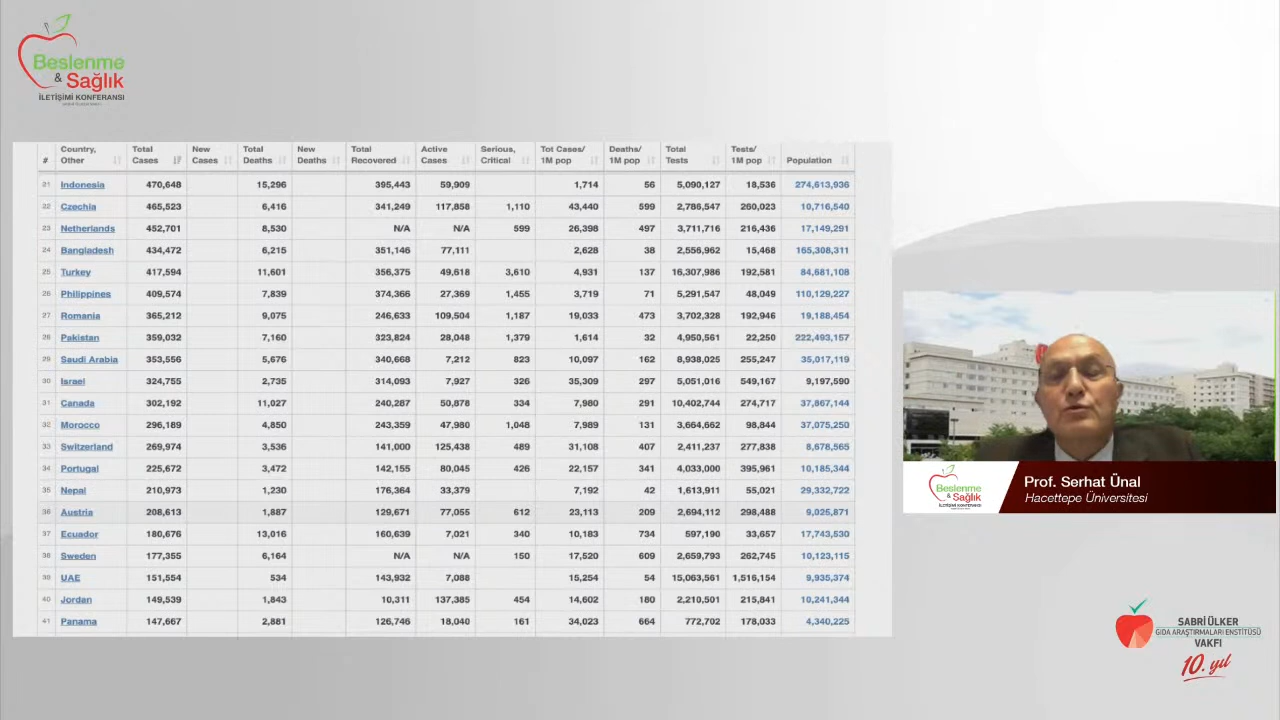 Beslenme
& Sağlık
İLETİŞİMİ KONFERANSI
# Country, Other Total Cases New Cases Total Deaths New Deaths Total Recovered Active Cases Serious, Critical Tot Cases/ 1M pop Deaths/ 1M pop Total Tests Tests/ 1M pop Population
21 Indonesia 470,648 15,296 395,443 59,909 1,714 56 5,090,127 18,536 274,613,936
22 Czechia 465,523 6,416 341,249 117,858 1,110 43,440 599 2,786,547 260,023 10,716,540
23 Netherlands 452,701 8,530 N/A N/A 599 26,398 497 3,711,716 216,436 17,149,291
24 Bangladesh 434,472 6,215 351,146 77,111 2,628 38 2,556,962 15,468 165,308,311
25 Turkey 417,594 11,601 356,375 49,618 3,610 4,931 137 16,307,986 192,581 84,681,108
26 Philippines 409,574 7,839 374,366 27,369 1,455 3,719 71 5,291,547 48,049 110,129,227
27 Romania 365,212 9,075 246,633 109,504 1,187 19,033 473 3,702,328 192,946 19,188,454
28 Pakistan 359,032 7,160 323,824 28,048 1,379 1,614 32 4,950,561 22,250 222,493,157
29 Saudi Arabia 353,556 5,676 340,668 7,212 823 10,097 162 8,938,025 255,247 35,017,119
30 Israel 324,755 2,735 314,093 7,927 326 35,309 297 5,051,016 549,167 9,197,590
31 Canada 302,192 11,027 240,287 50,878 334 7,980 291 10,402,744 274,717 37,867,144
32 Morocco 296,189 4,850 243,359 47,980 1,048 7,989 131 3,664,662 98,844 37,075,250
33 Switzerland 269,974 3,536 141,000 125,438 489 31,108 407 2,411,237 277,838 8,678,565
34 Portugal 225,672 3,472 142,155 80,045 426 22,157 341 4,033,000 395,961 10,185,344
35 Nepal 210,973 1,230 176,364 33,379 7,192 42 1,613,911 55,021 29,332,722
36 Austria 208,613 1,887 129,671 77,055 612 23,113 209 2,694,112 298,488 9,025,871
37 Ecuador 180,676 13,016 160,639 7,021 340 10,183 734 597,190 33,657 17,743,530
38 Sweden 177,355 6,164 N/A N/A 150 17,520 609 2,659,793 262,745 10,123,115
39 UAE 151,554 534 143,932 7,088 15,254 54 15,063,561 1,516,154 9,935,374
40 Jordan 149,539 1,843 10,311 137,385 454 14,602 180 2,210,501 215,841 10,241,344
41 Panama 147,667 2,881 126,746 18,040 161 34,023 664 772,702 178,033 4,340,225
Beslenme
& Sağlık
İLETİŞİMİ KONFERANSI
Prof. Serhat Ünal
Hacettepe Üniversitesi
SABRİ ÜLKER
GIDA ARAŞTIRMALARI ENSTİTÜSÜ
VAKFI
10. yıl